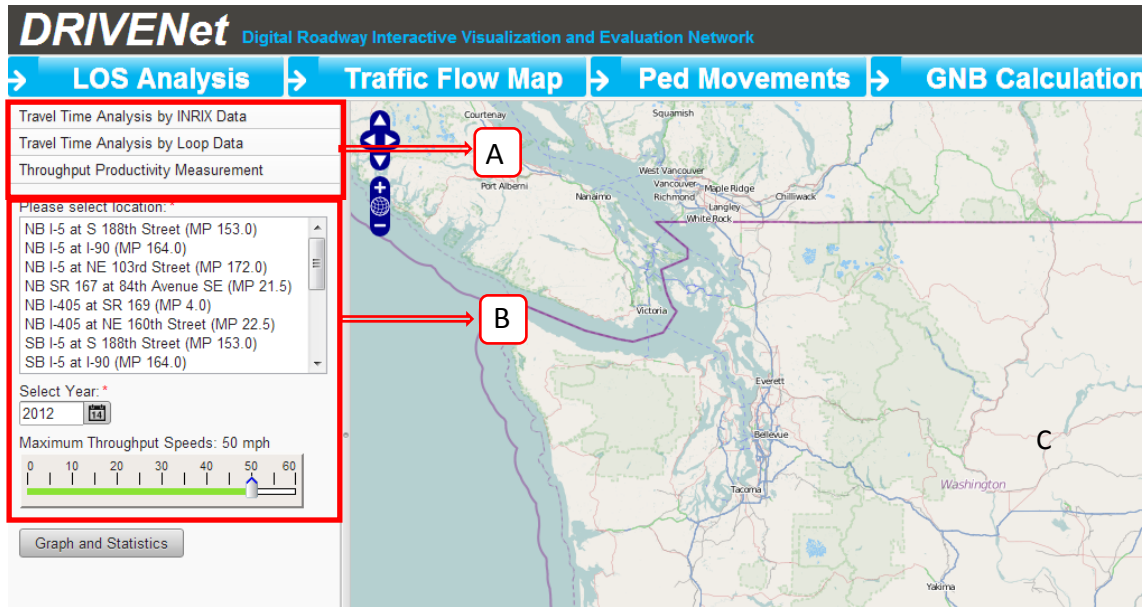 DRIVENet Digital Roadway Interactive Visualization and Evaluation Network
LOS Analysis Traffic Flow Map Ped Movements GNB Calculation
Travel Time Analysis by INRIX Data
Travel Time Analysis by Loop Data
Throughput Productivity Measurement
Please select location: *
NB I-5 at S 188th Street (MP 153.0)
NB I-5 at I-90 (MP 164.0)
NB I-5 at NE 103rd Street (MP 172.0)
NB SR 167 at 84th Avenue SE (MP 21.5)
NB I-405 at SR 169 (MP 4.0)
NB I-405 at NE 160th Street (MP 22.5)
SB I-5 at S 188th Street (MP 153.0)
SB I-5 at I-90 (MP 164.0)
Select Year: *
2012 14
Maximum Throughput Speeds: 50 mph
0 10 20 30 40 50 60
Graph and Statistics
A
B
C
Courtenay
Squamish
Port Alberni
Nanaimo
West Vancouver
Vancouver
Maple Ridge
Richmond
Langley
Chilliwack
White Rock
Victoria
Everett
Bellevue
Tacoma
Washington
Yakima